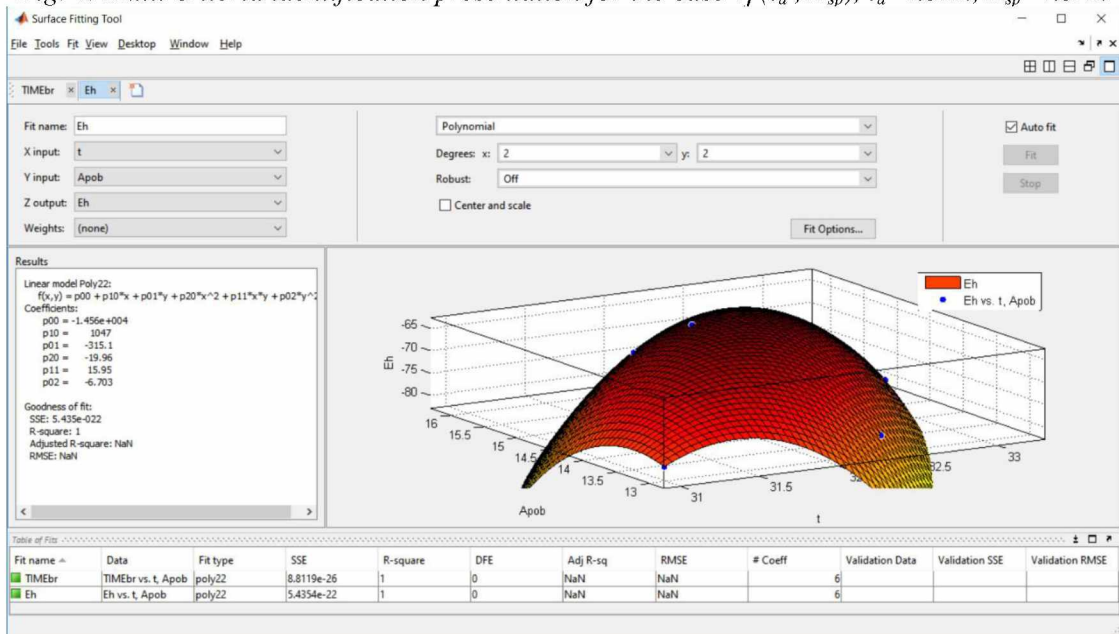 Surface Fitting Tool
File Tools Fit View Desktop Window Help
TIMEbr × Eh ×
Fit name: Eh
X input: t
Y input: Apob
Z output: Eh
Weights: (none)
Polynomial
Degrees: x: 2 y: 2
Robust: Off
Center and scale
Fit Options...
Auto fit
Fit
Stop
Results
Linear model Poly22:
f(x,y) = p00 + p10*x + p01*y + p20*x^2 + p11*x*y + p02*y^2
Coefficients:
p00 = -1.456e+004
p10 = 1047
p01 = -315.1
p20 = -19.96
p11 = 15.95
p02 = -6.703
Goodness of fit:
SSE: 5.435e-022
R-square: 1
Adjusted R-square: NaN
RMSE: NaN
Eh
Eh vs. t, Apob
-65
-70
-75
-80
Eh
16
15.5
15
14.5
14
13.5
13
Apob
31
31.5
32.5
33
t
Table of Fits
Fit name Data Fit type SSE R-square DFE Adj R-sq RMSE # Coeff Validation Data Validation SSE Validation RMSE
TIMEbr TIMEbr vs. t, Apob poly22 8.8119e-26 1 0 NaN NaN 6
Eh Eh vs. t, Apob poly22 5.4354e-22 1 0 NaN NaN 6